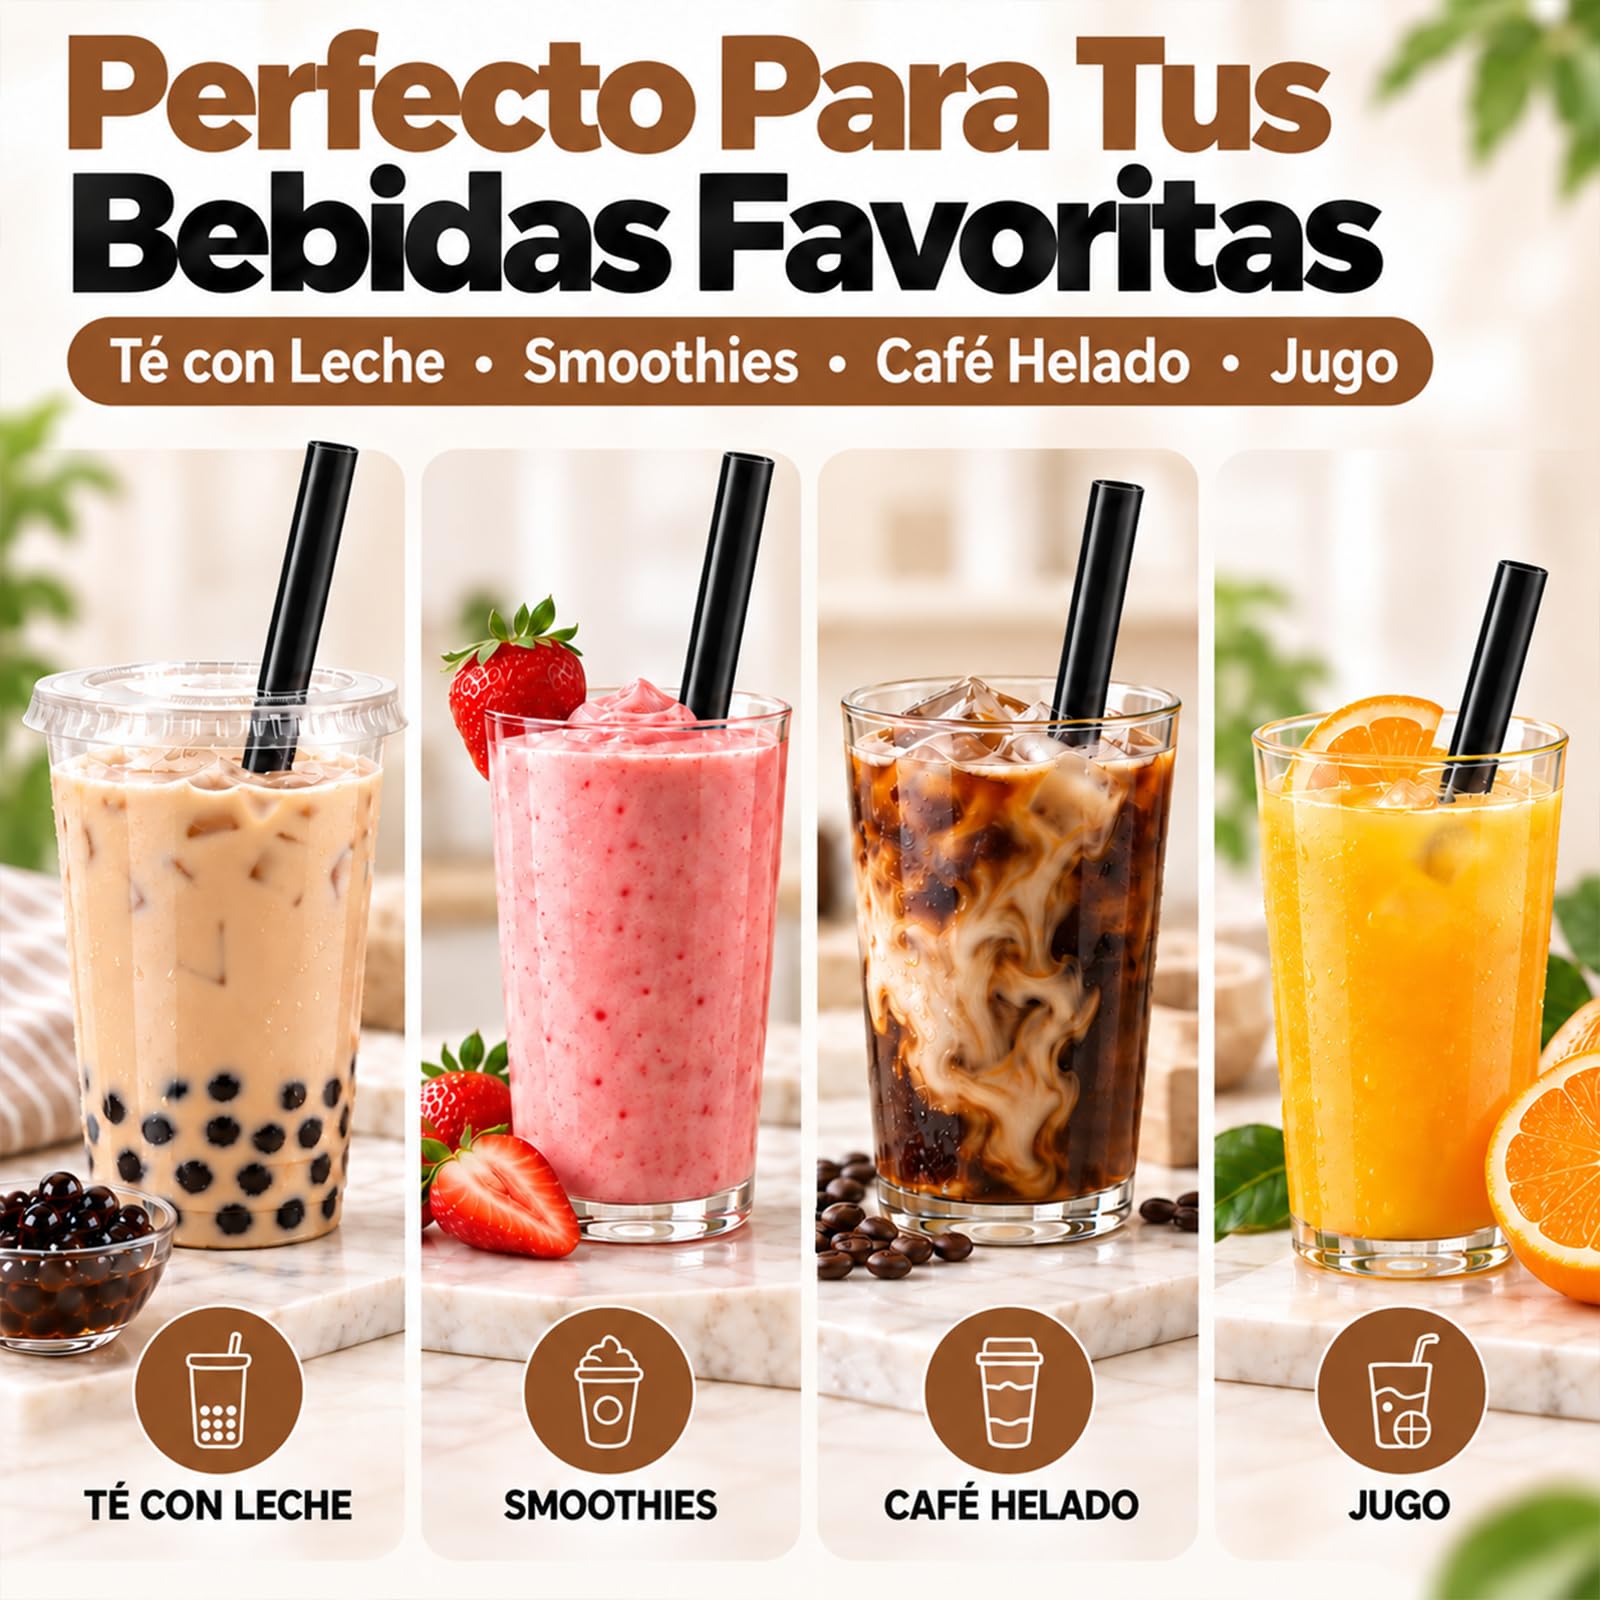 Perfecto Para Tus
Bebidas Favoritas
Té con Leche • Smoothies • Café Helado • Jugo
TÉ CON LECHE
SMOOTHIES
CAFÉ HELADO
JUGO